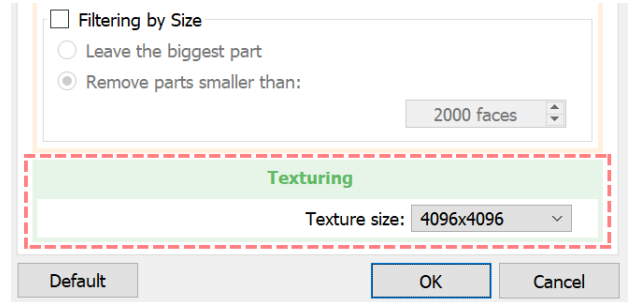 Filtering by Size
Leave the biggest part
Remove parts smaller than:
2000 faces
Texturing
Texture size: 4096x4096
Default OK Cancel